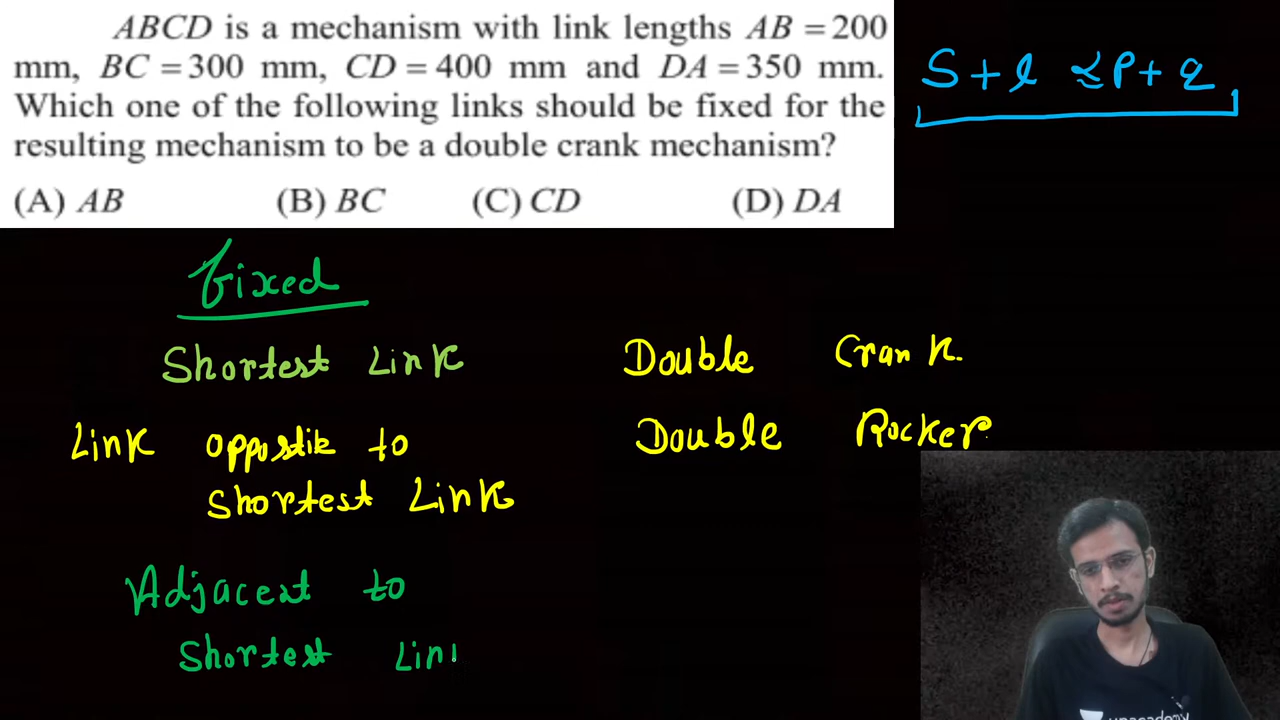 ABCD is a mechanism with link lengths AB = 200
mm, BC = 300 mm, CD = 400 mm and DA = 350 mm.
Which one of the following links should be fixed for the
resulting mechanism to be a double crank mechanism?
(A) AB (B) BC (C) CD (D) DA
S + l ≤ P + q
fixed
Shortest Link Double Crank.
Link oppostie to Double Rocker
Shortest Link
Adjacent to
Shortest Lin